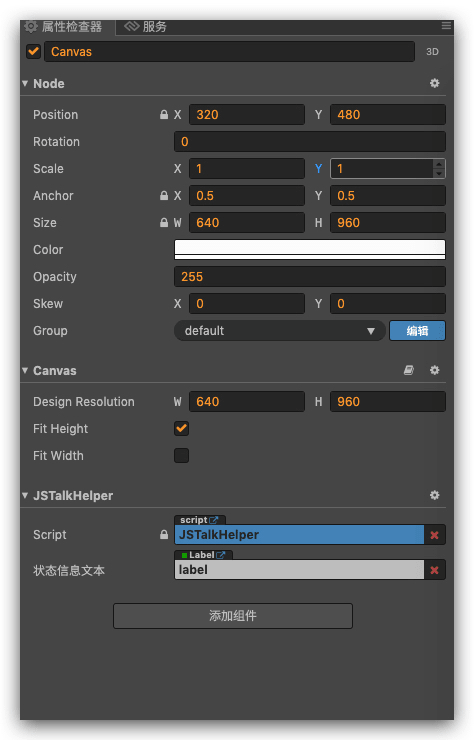 属性检查器 服务
Canvas 3D
Node
Position X 320 Y 480
Rotation 0
Scale X 1 Y 1
Anchor X 0.5 Y 0.5
Size W 640 H 960
Color
Opacity 255
Skew X 0 Y 0
Group default 编辑
Canvas
Design Resolution W 640 H 960
Fit Height
Fit Width
JSTalkHelper
script
Script JSTalkHelper
Label
状态信息文本 label
添加组件